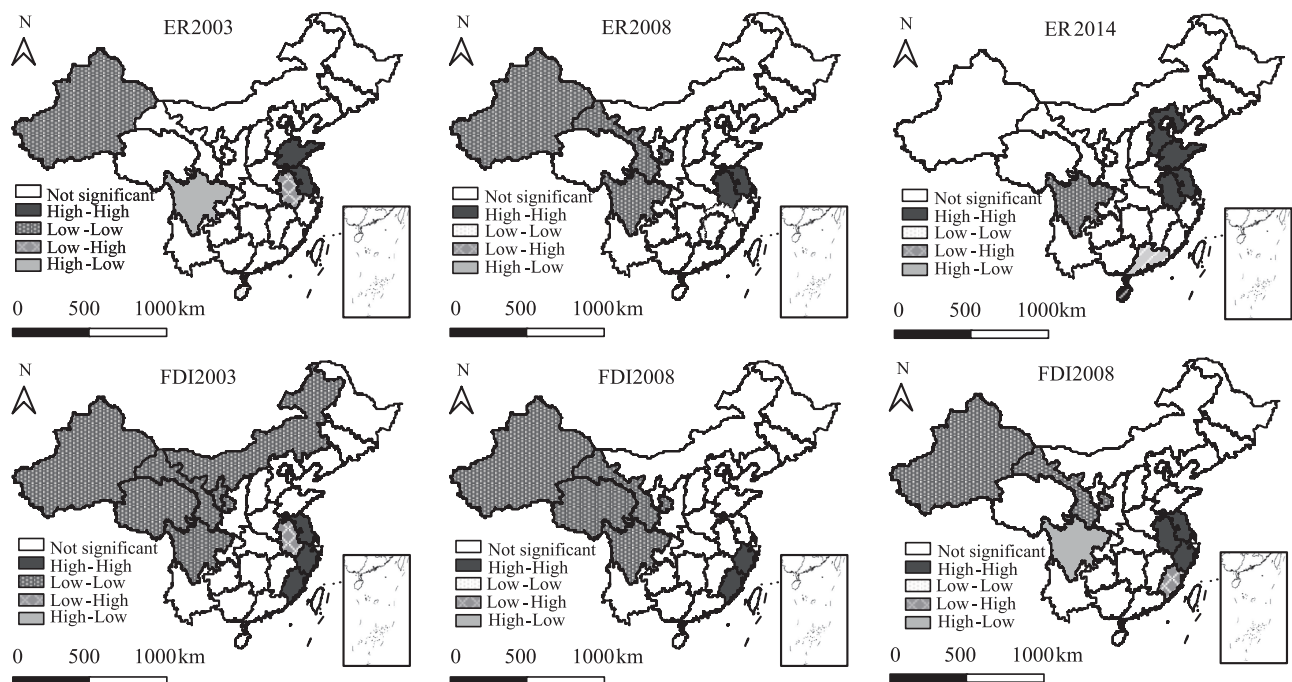 N
ER2003
Not significant
High-High
Low-Low
Low-High
High-Low
0 500 1000km
N
ER2008
Not significant
High-High
Low-Low
Low-High
High-Low
0 500 1000km
N
ER2014
Not significant
High-High
Low-Low
Low-High
High-Low
0 500 1000km
N
FDI2003
Not significant
High-High
Low-Low
Low-High
High-Low
0 500 1000km
N
FDI2008
Not significant
High-High
Low-Low
Low-High
High-Low
0 500 1000km
N
FDI2008
Not significant
High-High
Low-Low
Low-High
High-Low
0 500 1000km